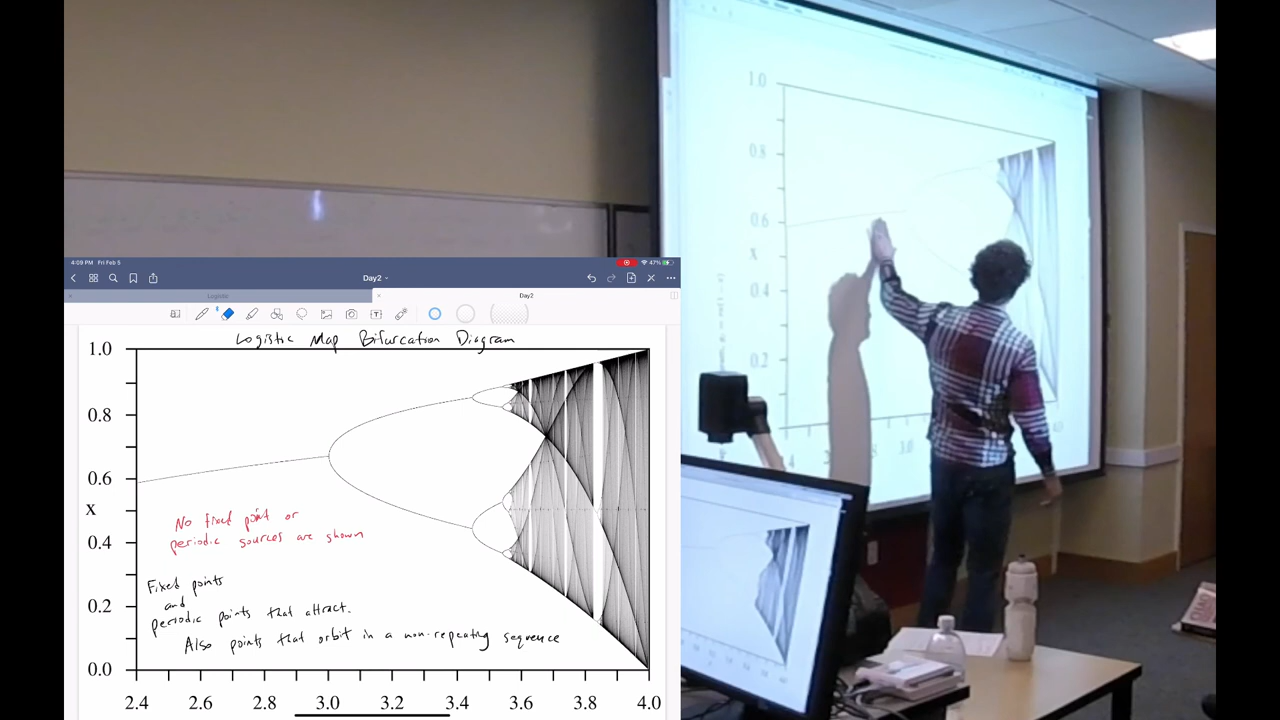 4:09 PM Fri Feb 5
47%
Day2
Logistic
Day2
Logistic Map Bifurcation Diagram
1.0
0.8
0.6
x
0.4
0.2
0.0
2.4 2.6 2.8 3.0 3.2 3.4 3.6 3.8 4.0
No fixed point or
periodic sources are shown
Fixed points
and
periodic points that attract.
Also points that orbit in a non-repeating sequence
1.0
0.8
0.6
x
0.4
0.2
3.0